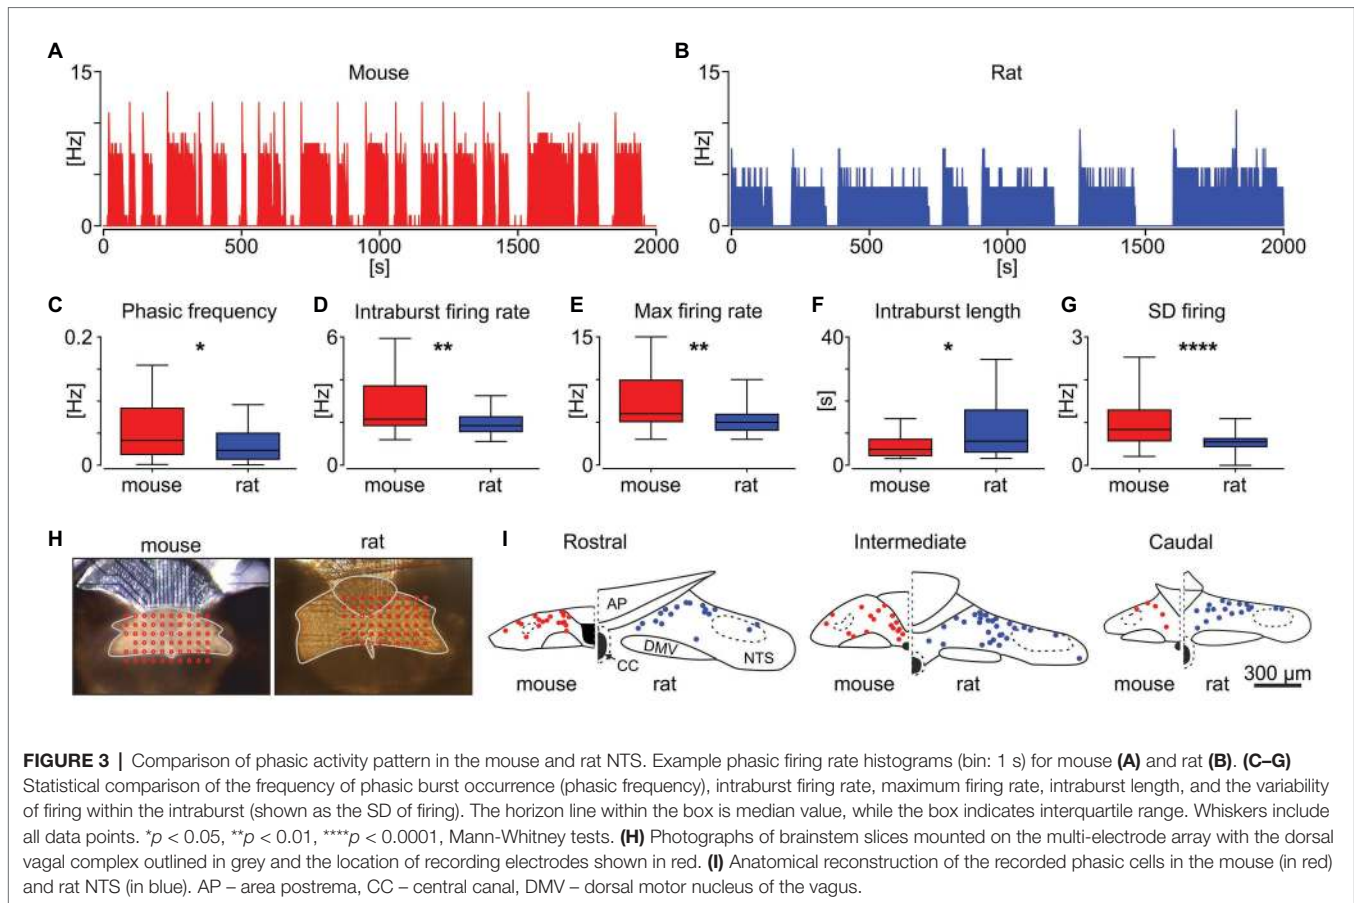 A
B
Mouse
Rat
15
[Hz]
0
0
500
1000
1500
2000
[s]
15
[Hz]
0
0
500
1000
1500
2000
[s]
C
Phasic frequency
0.2
*
[Hz]
0
mouse
rat
D
Intraburst firing rate
6
**
[Hz]
0
mouse
rat
E
Max firing rate
15
**
[Hz]
0
mouse
rat
F
Intraburst length
40
*
[s]
0
mouse
rat
G
SD firing
3
****
[Hz]
0
mouse
rat
H
mouse
rat
I
Rostral
AP
DMV
NTS
CC
mouse
rat
Intermediate
mouse
rat
Caudal
mouse
rat
300 µm
FIGURE 3 | Comparison of phasic activity pattern in the mouse and rat NTS. Example phasic firing rate histograms (bin: 1 s) for mouse (A) and rat (B). (C–G)
Statistical comparison of the frequency of phasic burst occurrence (phasic frequency), intraburst firing rate, maximum firing rate, intraburst length, and the variability
of firing within the intraburst (shown as the SD of firing). The horizon line within the box is median value, while the box indicates interquartile range. Whiskers include
all data points. *p < 0.05, **p < 0.01, ****p < 0.0001, Mann-Whitney tests. (H) Photographs of brainstem slices mounted on the multi-electrode array with the dorsal
vagal complex outlined in grey and the location of recording electrodes shown in red. (I) Anatomical reconstruction of the recorded phasic cells in the mouse (in red)
and rat NTS (in blue). AP – area postrema, CC – central canal, DMV – dorsal motor nucleus of the vagus.